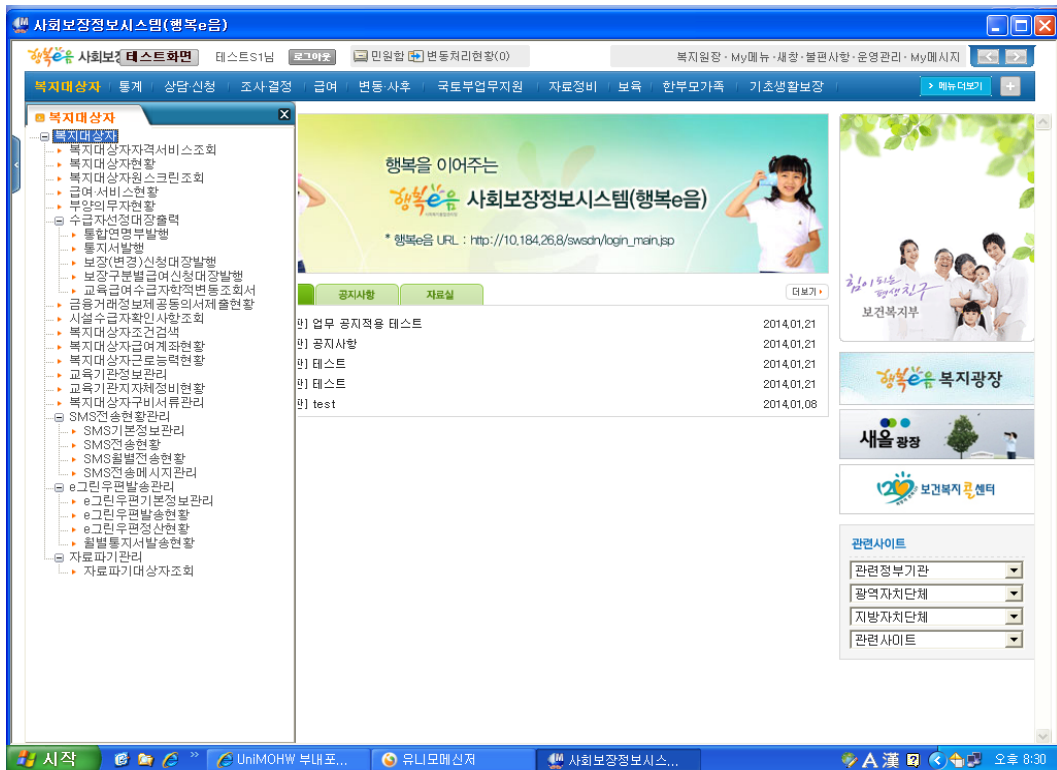 사회보장정보시스템(행복e음)
행복e음 사회보장 테스트화면 테스트S1님 로그아웃 민원함 변동처리현황(0) 복지원장·My메뉴·새창·불편사항·운영관리·My메시지
복지대상자 통계 상담·신청 조사·결정 급여 변동·사후 국토부업무지원 자료정비 보육 한부모가족 기초생활보장 메뉴더보기
복지대상자
복지대상자
복지대상자자격서비스조회
복지대상자현황
복지대상자원스크린조회
급여·서비스현황
부양의무자현황
수급자선정대장출력
통합연명부발행
통지서발행
보장(변경)신청대장발행
보장구분별급여신청대장발행
교육급여수급자학적변동조회서
금융거래정보제공동의서제출현황
시설수급자확인사항조회
복지대상자조건검색
복지대상자급여계좌현황
복지대상자근로능력현황
교육기관정보관리
교육기관지자체정비현황
복지대상자구비서류관리
SMS전송현황관리
SMS기본정보관리
SMS전송현황
SMS월별전송현황
SMS전송메시지관리
e그린우편발송관리
e그린우편기본정보관리
e그린우편발송현황
e그린우편정산현황
월별통지서발송현황
자료파기관리
자료파기대상자조회
행복을 이어주는
행복e음 사회보장정보시스템(행복e음)
* 행복e음 URL : http://10.184.26.8/swsdn/login_main.jsp
공지사항 자료실 더보기
판] 업무 공지적용 테스트 2014.01.21
판] 공지사항 2014.01.21
판] 테스트 2014.01.21
판] 테스트 2014.01.21
판] test 2014.01.08
힘이 되는
평생친구
보건복지부
행복e음 복지광장
새올 광장
129 보건복지콜센터
관련사이트
관련정부기관
광역자치단체
지방자치단체
관련사이트
시작 UniMOHW 부내포... 유니모메신저 사회보장정보시스... A 漢 오후 8:30